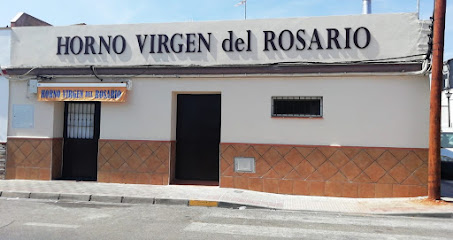 HORNO VIRGEN del ROSARIO
HORNO VIRGEN DEL ROSARIO